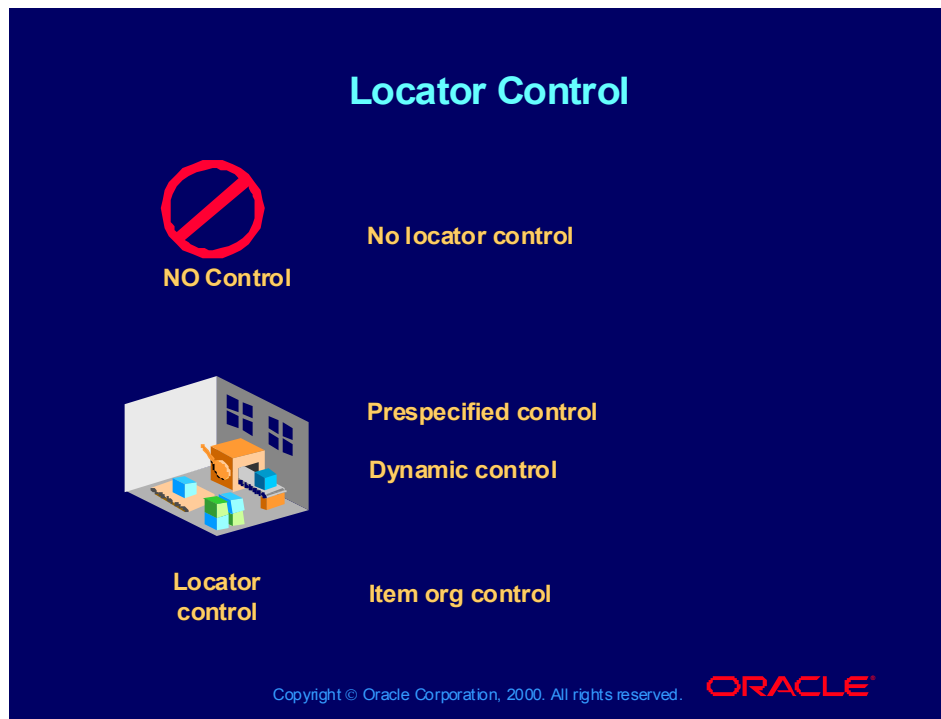 Locator Control
No locator control
NO Control
Prespecified control
Dynamic control
Locator
control
Item org control
Copyright © Oracle Corporation, 2000. All rights reserved.
ORACLE®